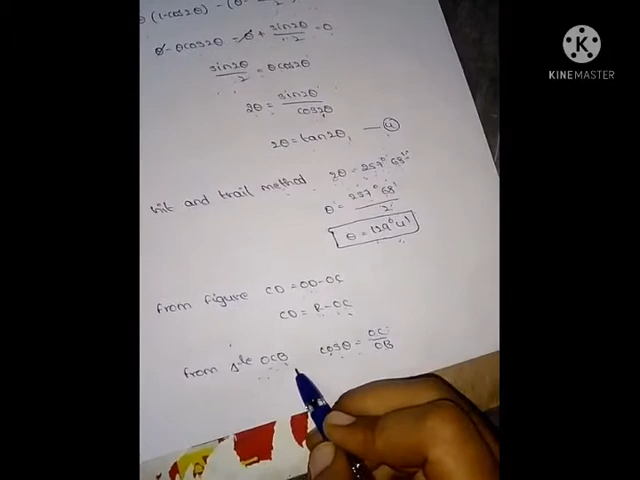 θ(1-cos2θ) - (θ-
θ - θcos2θ = θ + sin2θ/2 = 0
sin2θ/2 = θcos2θ
2θ = sin2θ/cos2θ
2θ = tan2θ, — 4
hit and trail method 2θ = 257° 68'
θ = 257° 68'/2
θ = 129° 4'
from figure CD = OD-OC
CD = R-OC
from sle OCB cosθ = OC/OB
KINEMASTER